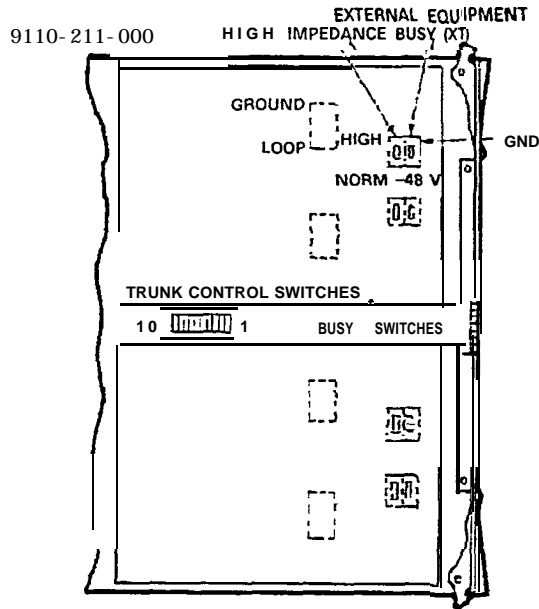 EXTERNAL EQUIPMENT
9110-211-000
HIGH IMPEDANCE BUSY (XT)
GROUND
LOOP
HIGH
GND
NORM -48 V
TRUNK CONTROL SWITCHES
10 1
BUSY SWITCHES